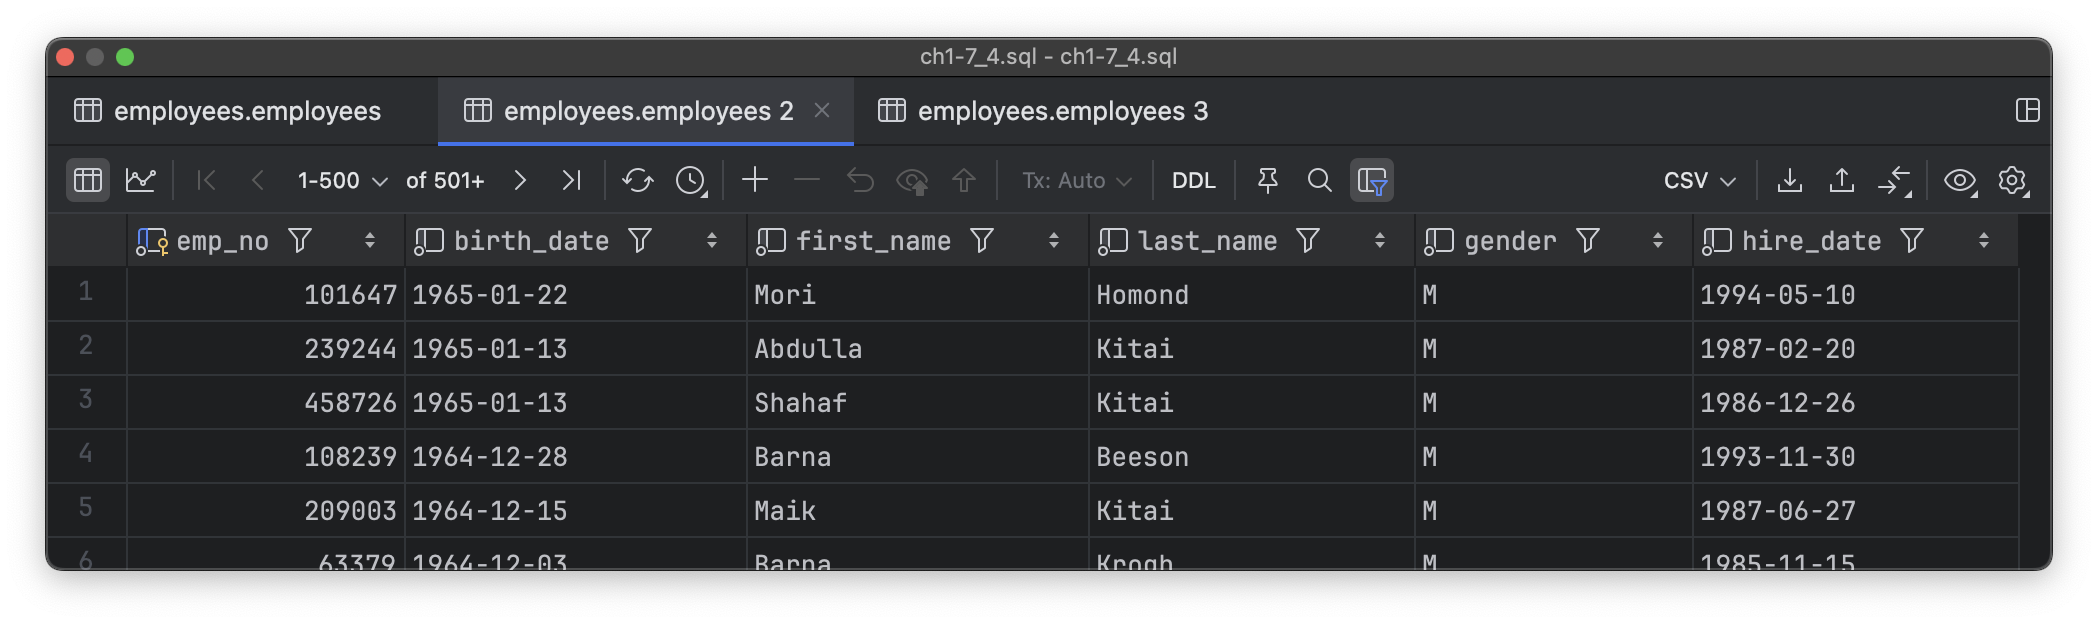 ch1-7_4.sql - ch1-7_4.sql
employees.employees employees.employees 2 employees.employees 3
1-500 of 501+ Tx: Auto DDL CSV
emp_no birth_date first_name last_name gender hire_date
1 101647 1965-01-22 Mori Homond M 1994-05-10
2 239244 1965-01-13 Abdulla Kitai M 1987-02-20
3 458726 1965-01-13 Shahaf Kitai M 1986-12-26
4 108239 1964-12-28 Barna Beeson M 1993-11-30
5 209003 1964-12-15 Maik Kitai M 1987-06-27
6 63379 1964-12-03 Barna Krogh M 1985-11-15